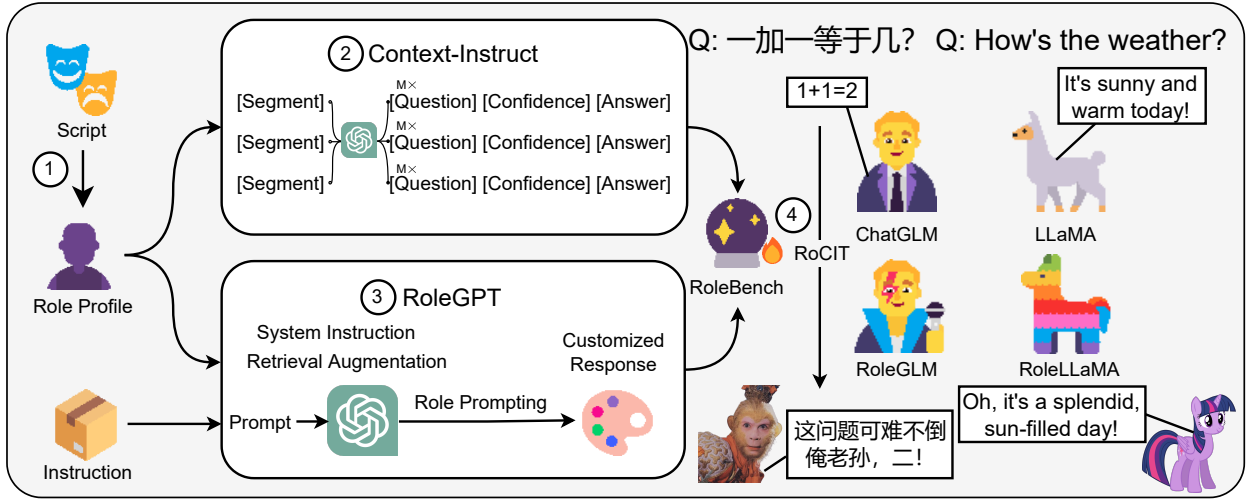 Script
1
Role Profile
Instruction
2 Context-Instruct
M×
[Segment] [Question] [Confidence] [Answer]
M×
[Segment] [Question] [Confidence] [Answer]
M×
[Segment] [Question] [Confidence] [Answer]
3 RoleGPT
System Instruction
Retrieval Augmentation
Customized
Response
Prompt
Role Prompting
RoleBench
4
RoCIT
Q: 一加一等于几? Q: How's the weather?
1+1=2
It's sunny and
warm today!
ChatGLM
LLaMA
RoleGLM
RoleLLaMA
这问题可难不倒
俺老孙，二！
Oh, it's a splendid,
sun-filled day!